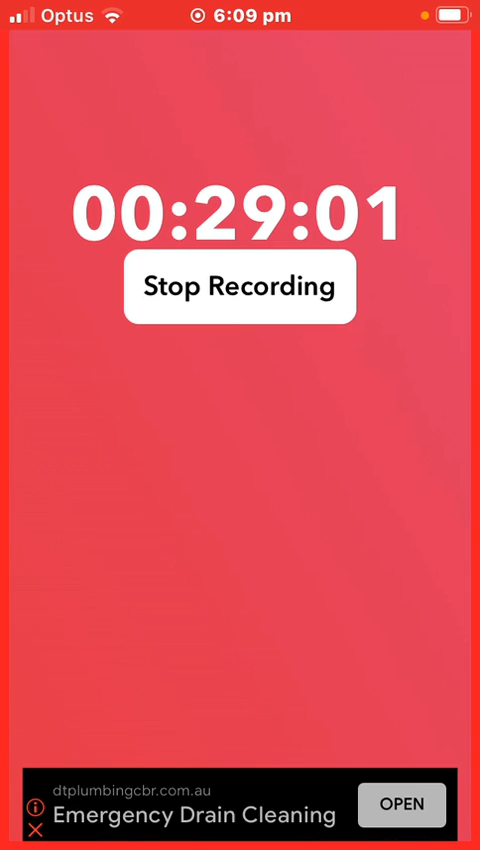 Optus 6:09 pm
00:29:01
Stop Recording
dtplumbingcbr.com.au
Emergency Drain Cleaning
OPEN